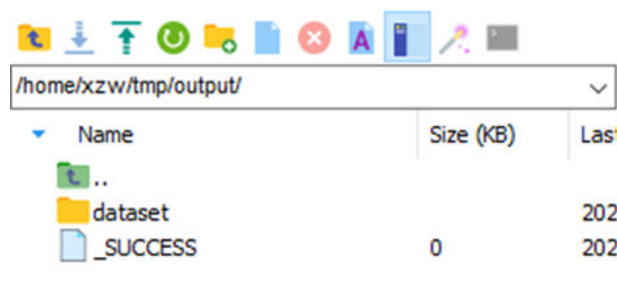 A
/home/xzw/tmp/output/
Name Size (KB) Las
..
dataset 202
_SUCCESS 0 202